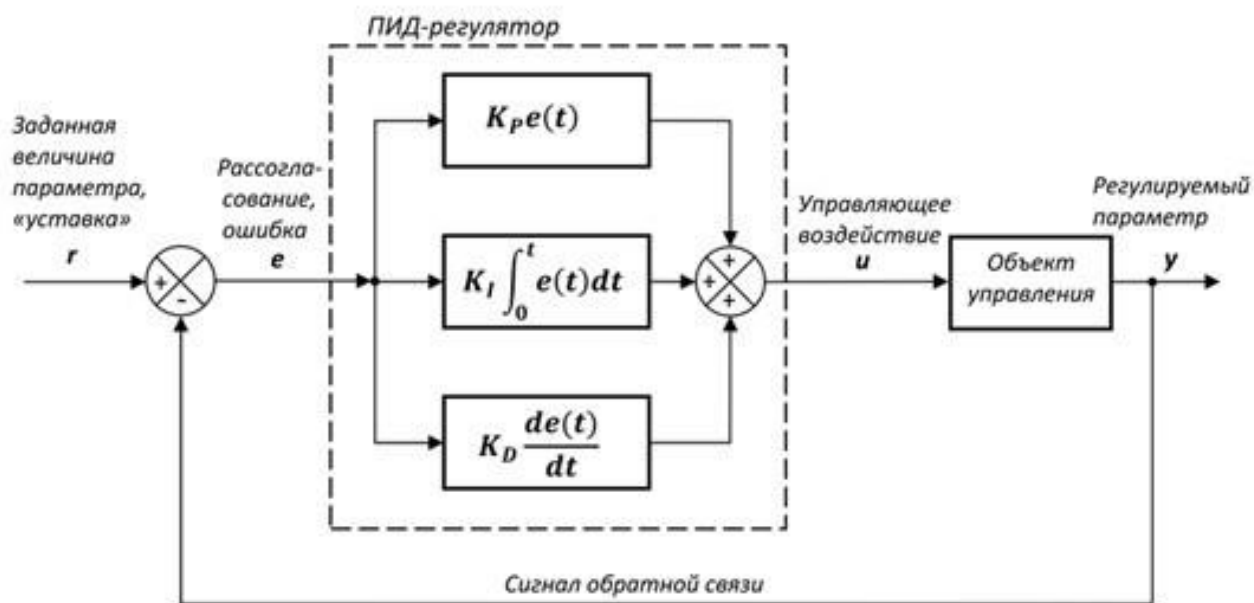 ПИД-регулятор
Заданная
величина
параметра,
«уставка»
r
+
-
Рассогла-
сование,
ошибка
e
K_P e(t)
K_I ∫_0^t e(t)dt
K_D de(t)/dt
+
+
+
Управляющее
воздействие
u
Объект
управления
Регулируемый
параметр
y
Сигнал обратной связи